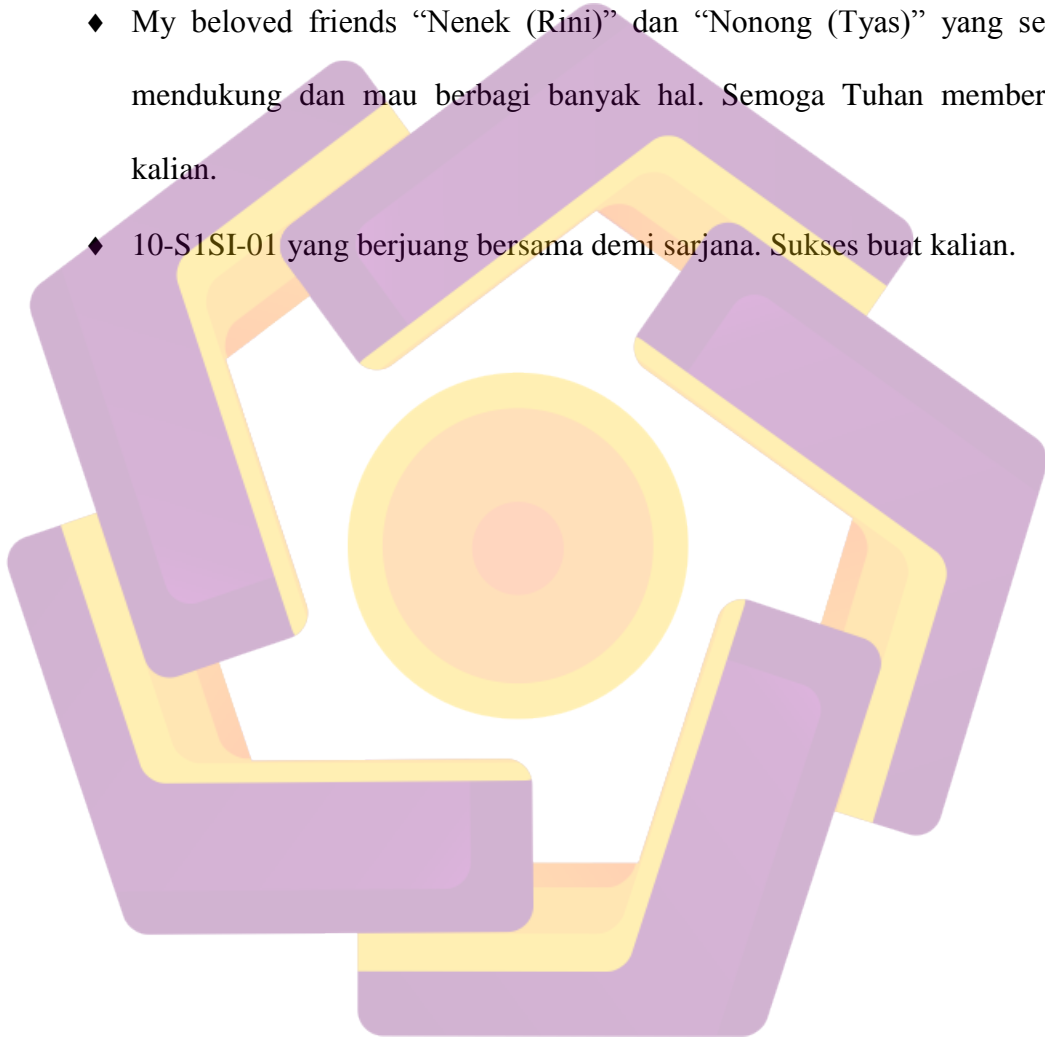 ♦ My beloved friends “Nenek (Rini)” dan “Nonong (Tyas)” yang se
mendukung dan mau berbagi banyak hal. Semoga Tuhan member
kalian.
♦ 10-S1SI-01 yang berjuang bersama demi sarjana. Sukses buat kalian.